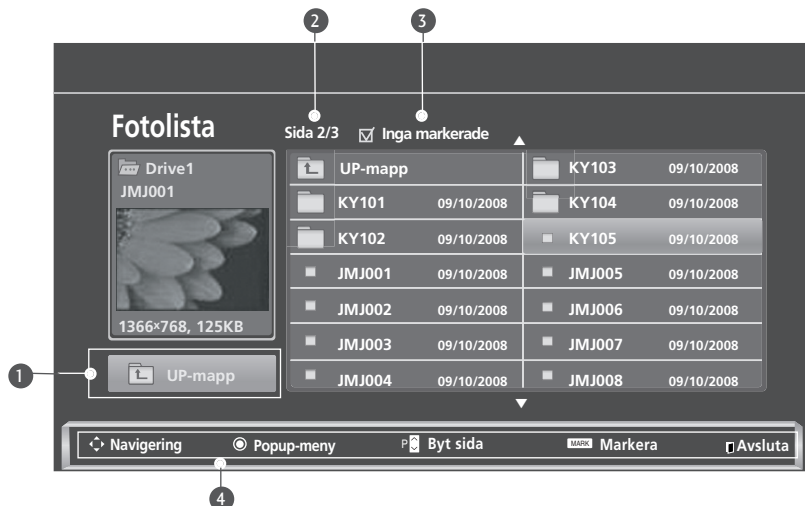 2
3
Fotolista
Sida 2/3
Inga markerade
Drive1
JMJ001
1366x768, 125KB
UP-mapp
1
UP-mapp
KY101 09/10/2008
KY102 09/10/2008
JMJ001 09/10/2008
JMJ002 09/10/2008
JMJ003 09/10/2008
JMJ004 09/10/2008
KY103 09/10/2008
KY104 09/10/2008
KY105 09/10/2008
JMJ005 09/10/2008
JMJ006 09/10/2008
JMJ007 09/10/2008
JMJ008 09/10/2008
Navigering
Popup-meny
P Byt sida
MARK Markera
Avsluta
4